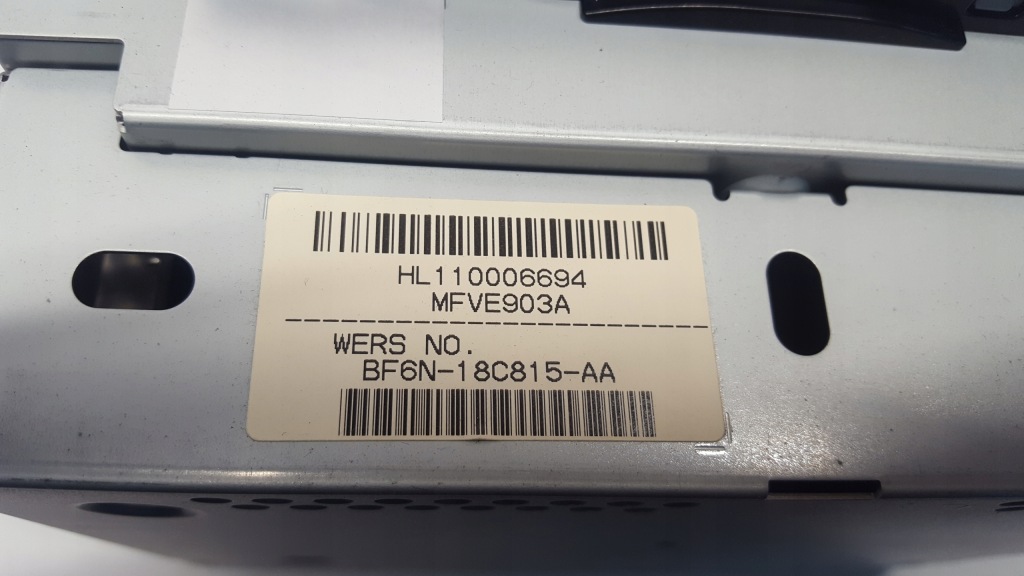 HL110006694
MFVE903A
WERS NO.
BF6N-18C815-AA